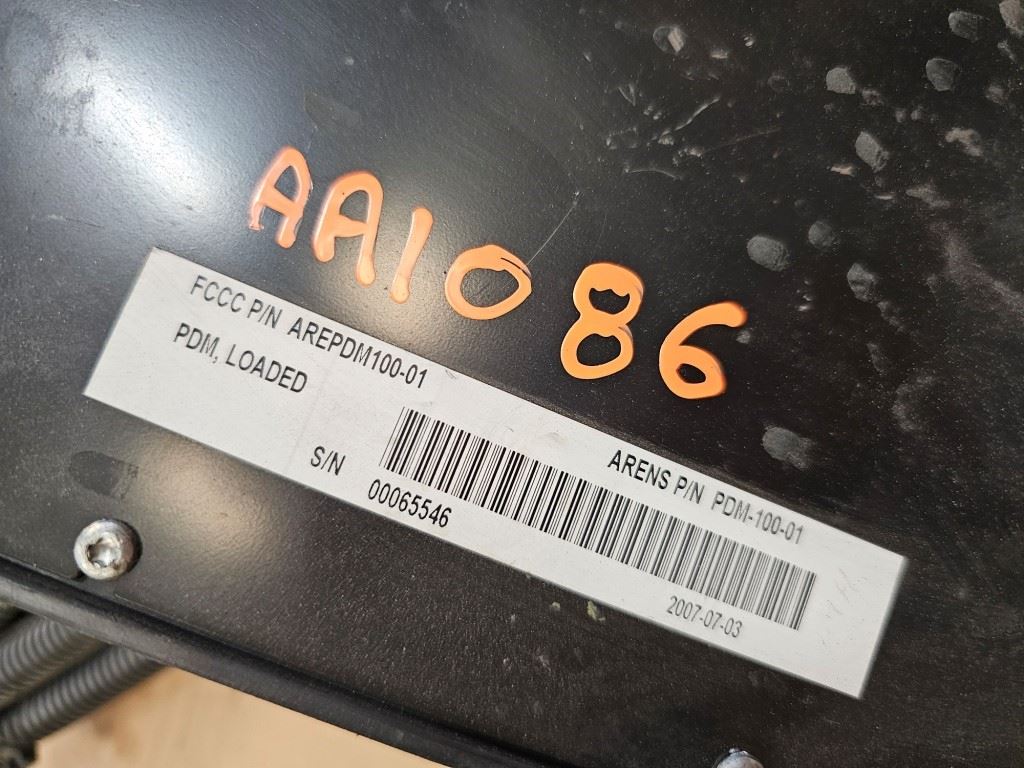 AA1086
FCCC P/N AREPDM100-01
PDM, LOADED
ARENS P/N PDM-100-01
S/N
00065546
2007-07-03